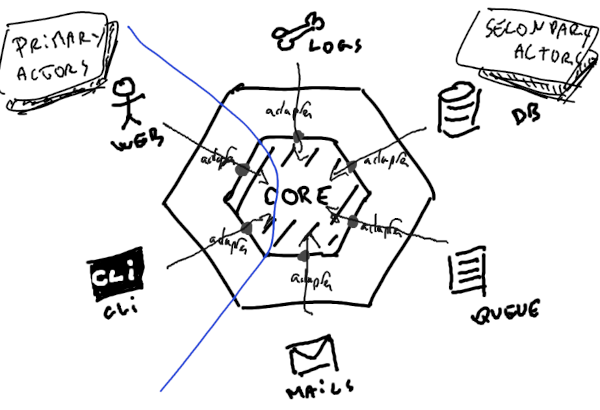 PRIMARY
ACTORS
LOGS
SECONDARY
ACTORS
WEB
DB
adapter
adapter
adapter
CORE
adapter
adapter
adapter
CLi
CLi
QUEUE
MAILS